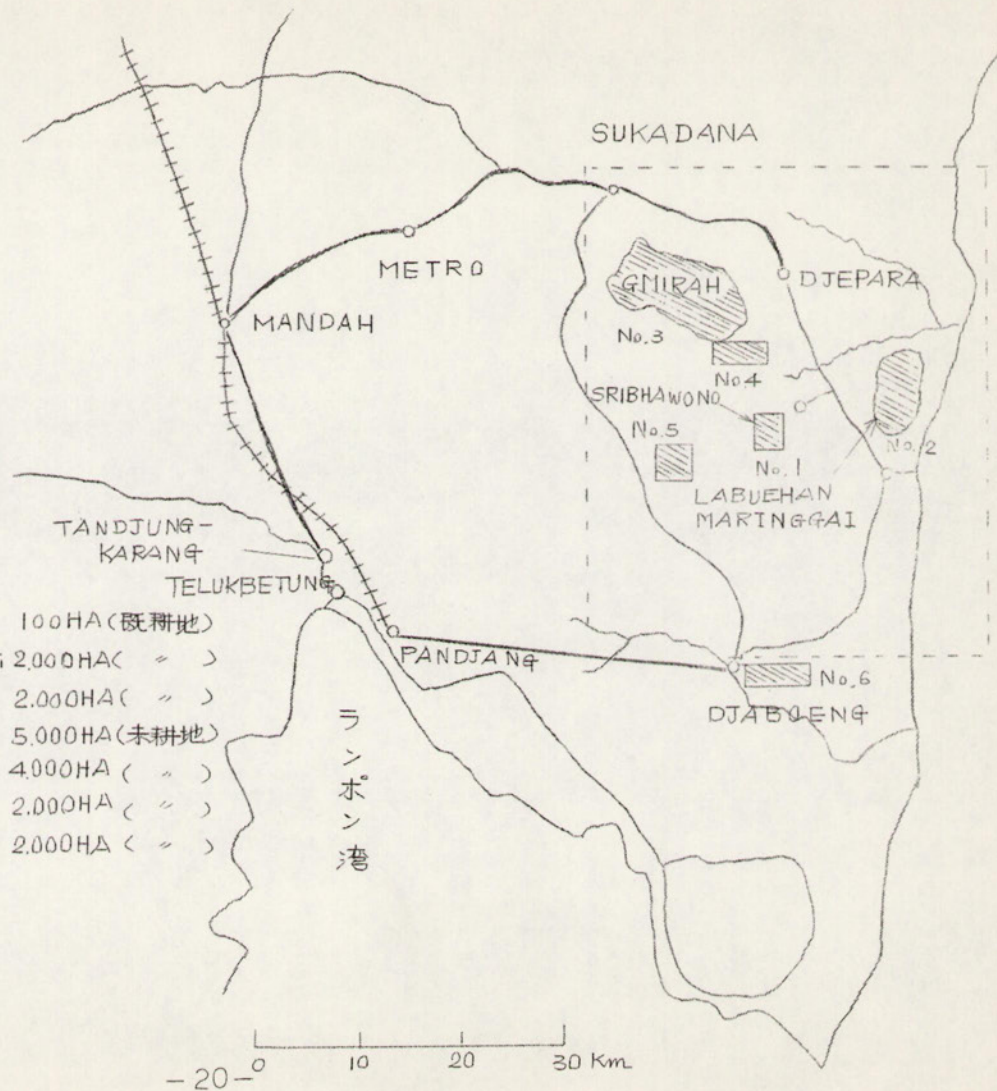 SUKADANA
METRO
GMIRAH
DJEPARA
MANDAH
No.3
No.4
SRIBHAWONO
No.5
No.2
No.1
LABUEHAN
MARINGGAI
TANDJUNG-
KARANG
TELUKBETUNG
100HA(既耕地)
G 2,000HA( 〃 )
2.000HA( 〃 )
5.000HA(未耕地)
4.000HA( 〃 )
2.000HA( 〃 )
2.000HA( 〃 )
PANDJANG
No.6
DJABOENG
ランポン湾
0 10 20 30 Km
-20-